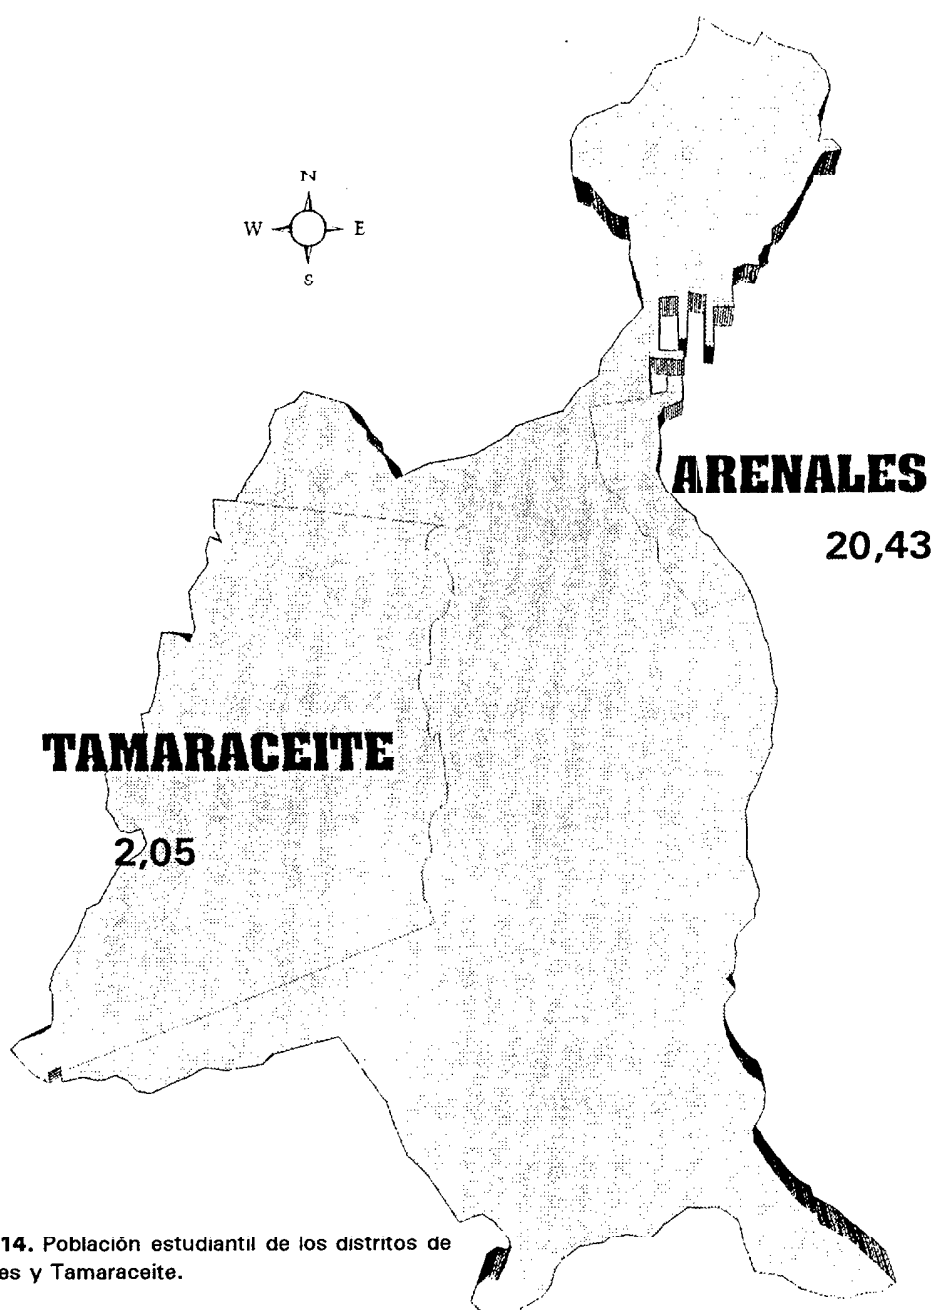 N
W E
S
ARENALES
20,43
TAMARACEITE
2,05
14. Población estudiantil de los distritos de
es y Tamaraceite.